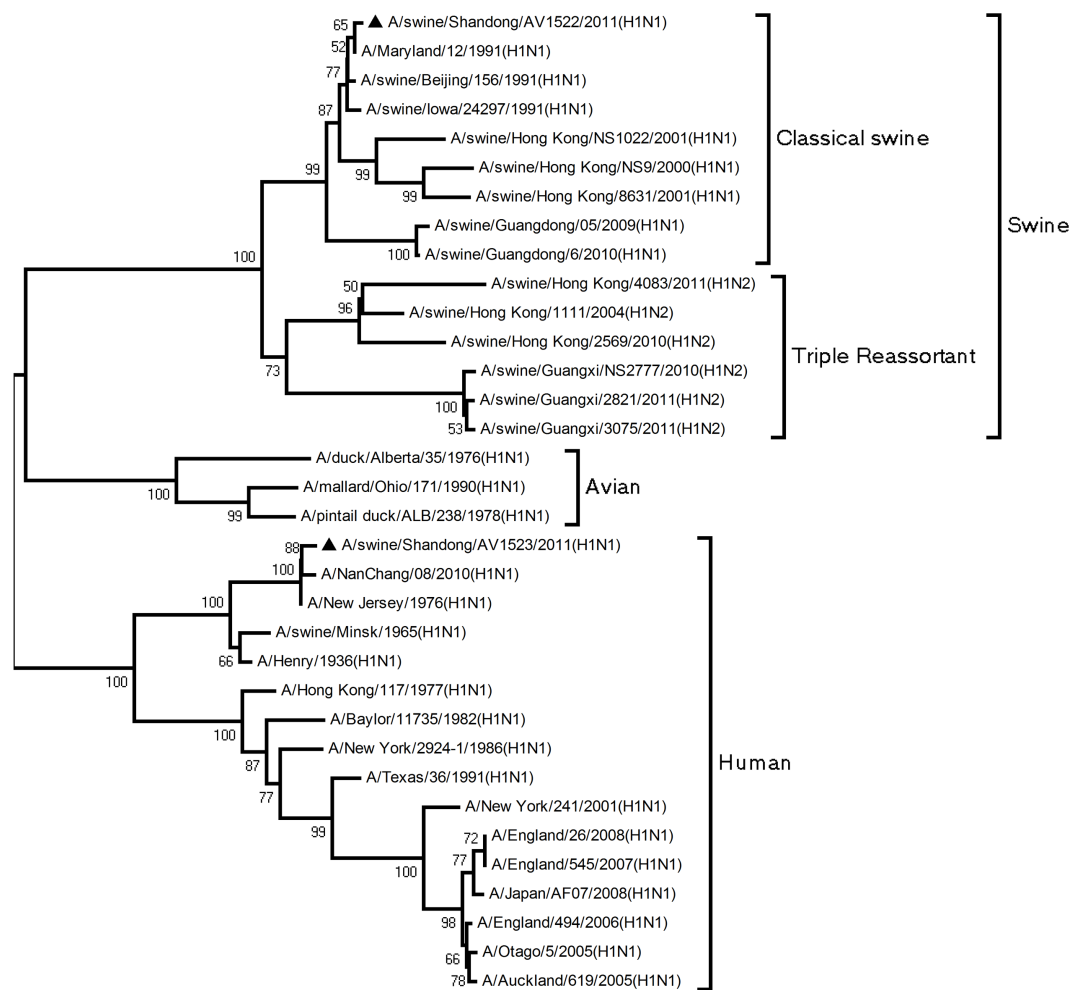 65
▲ A/swine/Shandong/AV1522/2011(H1N1)
52
A/Maryland/12/1991(H1N1)
77
A/swine/Beijing/156/1991(H1N1)
87
A/swine/Iowa/24297/1991(H1N1)
A/swine/Hong Kong/NS1022/2001(H1N1)
Classical swine
99
99
A/swine/Hong Kong/NS9/2000(H1N1)
99
A/swine/Hong Kong/8631/2001(H1N1)
A/swine/Guangdong/05/2009(H1N1)
Swine
100
100
A/swine/Guangdong/6/2010(H1N1)
50
A/swine/Hong Kong/4083/2011(H1N2)
96
A/swine/Hong Kong/1111/2004(H1N2)
A/swine/Hong Kong/2569/2010(H1N2)
Triple Reassortant
73
A/swine/Guangxi/NS2777/2010(H1N2)
100
A/swine/Guangxi/2821/2011(H1N2)
53
A/swine/Guangxi/3075/2011(H1N2)
A/duck/Alberta/35/1976(H1N1)
100
A/mallard/Ohio/171/1990(H1N1)
Avian
99
A/pintail duck/ALB/238/1978(H1N1)
88
▲ A/swine/Shandong/AV1523/2011(H1N1)
100
A/NanChang/08/2010(H1N1)
100
A/New Jersey/1976(H1N1)
A/swine/Minsk/1965(H1N1)
66
A/Henry/1936(H1N1)
100
A/Hong Kong/117/1977(H1N1)
100
A/Baylor/11735/1982(H1N1)
87
A/New York/2924-1/1986(H1N1)
Human
77
A/Texas/36/1991(H1N1)
99
A/New York/241/2001(H1N1)
72
A/England/26/2008(H1N1)
77
100
A/England/545/2007(H1N1)
A/Japan/AF07/2008(H1N1)
98
A/England/494/2006(H1N1)
66
A/Otago/5/2005(H1N1)
78
A/Auckland/619/2005(H1N1)